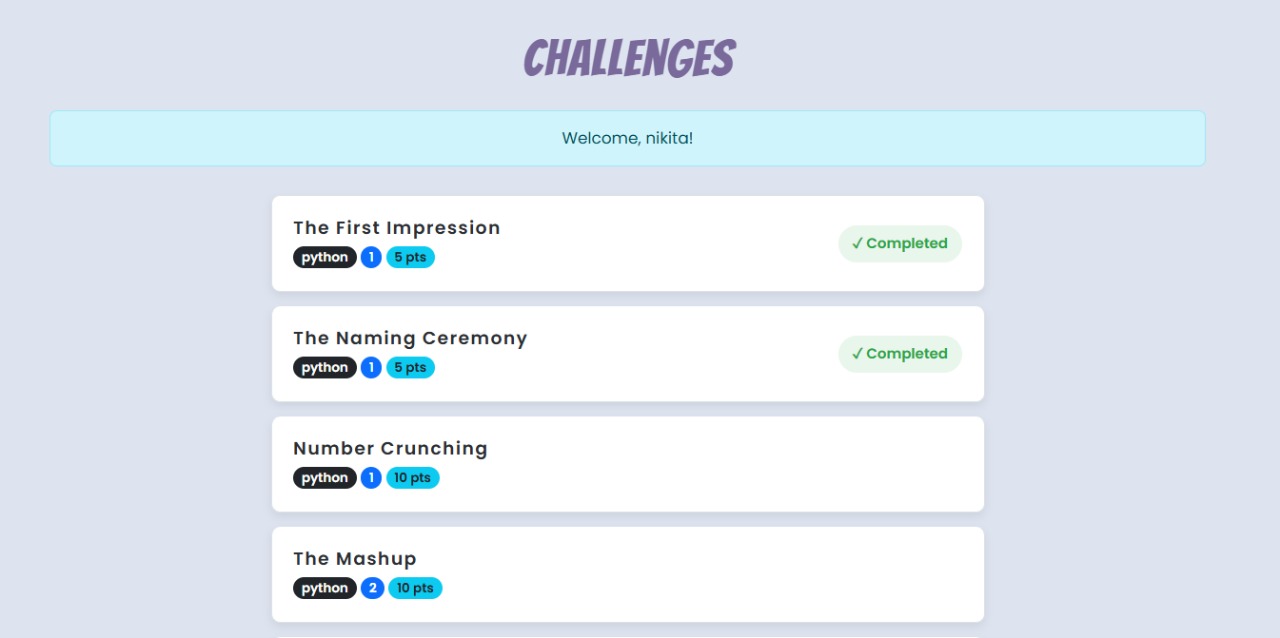 CHALLENGES
Welcome, nikita!
The First Impression
python 1 5 pts
✓ Completed
The Naming Ceremony
python 1 5 pts
✓ Completed
Number Crunching
python 1 10 pts
The Mashup
python 2 10 pts